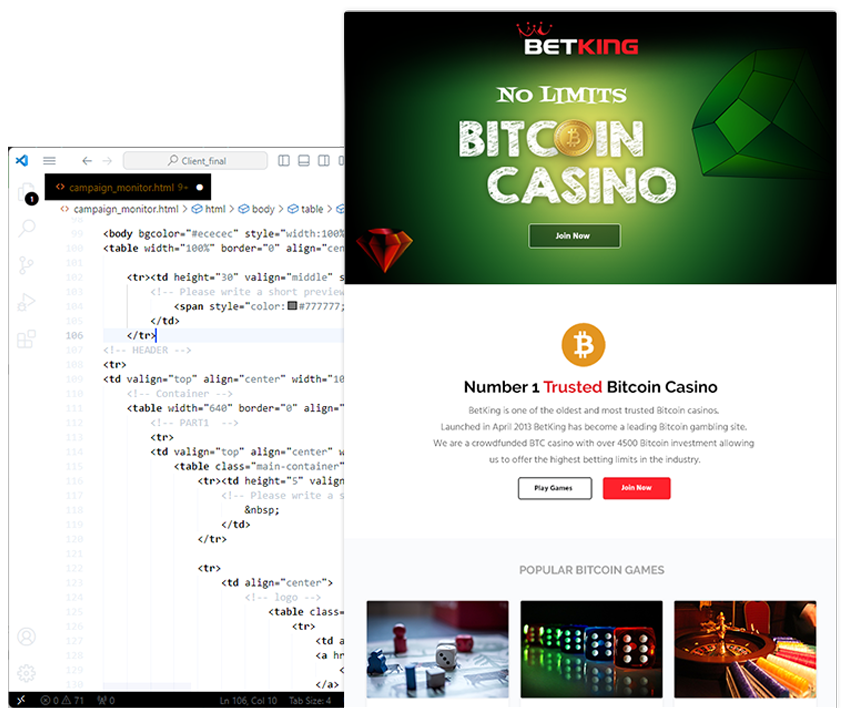 Client_final
campaign_monitor.html 9+
1
campaign_monitor.html > html > body > table >
99 <body bgcolor="#ececec" style="width:100%
100 <table width="100%" border="0" align="cen
101
102 <tr><td height="30" valign="middle" s
103 <!-- Please write a short preview
104 <span style="color:#777777;
105 </td>
106 </tr>
107 <!-- HEADER -->
108 <tr>
109 <td valign="top" align="center" width="10
110 <!-- Container -->
111 <table width="640" border="0" align="
112 <!-- PART1 -->
113 <tr>
114 <td valign="top" align="center" w
115 <table class="main-container"
116 <tr><td height="5" valign
117 <!-- Please write a s
118 &nbsp;
119 </td>
120 </tr>
121
122 <tr>
123 <td align="center">
124 <!-- logo -->
125 <table class=
126 <tr>
127 <td a
128 <a hr
129 <
130 </a>
0 71 0 Ln 106, Col 10 Tab Size: 4
BETKING
NO LIMITS
BITCOIN
CASINO
Join Now
Number 1 Trusted Bitcoin Casino
BetKing is one of the oldest and most trusted Bitcoin casinos.
Launched in April 2013 BetKing has become a leading Bitcoin gambling site.
We are a crowdfunded BTC casino with over 4500 Bitcoin investment allowing
us to offer the highest betting limits in the industry.
Play Games
Join Now
POPULAR BITCOIN GAMES